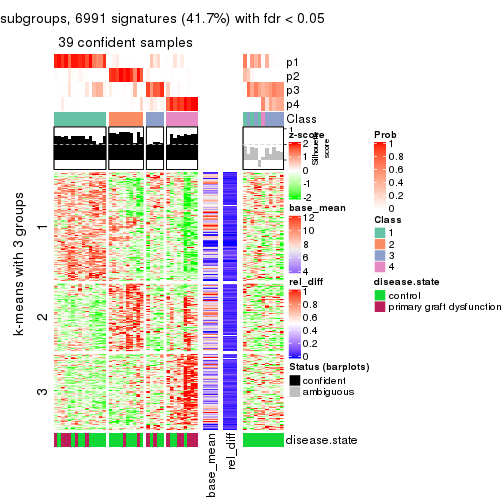 subgroups, 6991 signatures (41.7%) with fdr < 0.05
39 confident samples
p1
p2
p3
p4
Class
1
Silhouette
score
k-means with 3 groups
1
2
3
disease.state
base_mean
rel_diff
z-score
2
1
0
-1
-2
base_mean
12
10
8
6
4
rel_diff
1
0.8
0.6
0.4
0.2
0
Status (barplots)
confident
ambiguous
Prob
1
0.8
0.6
0.4
0.2
0
Class
1
2
3
4
disease.state
control
primary graft dysfunction